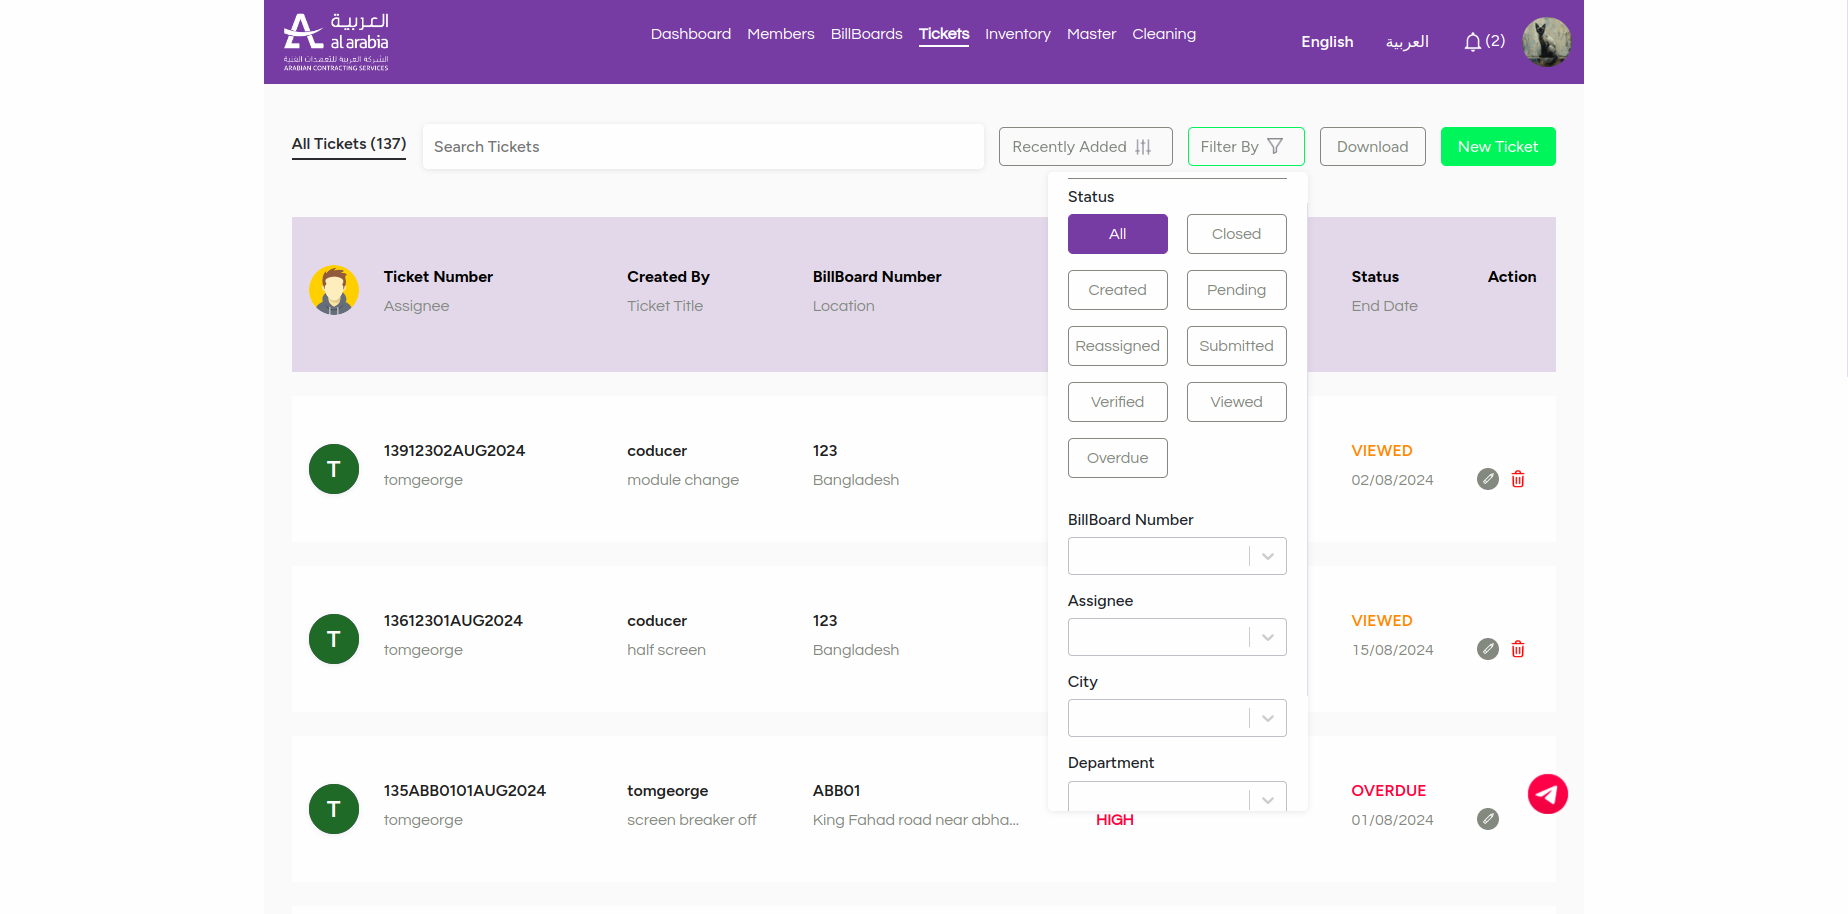 العربية
al arabia
الشركة العربية للتعهدات الفنية
ARABIAN CONTRACTING SERVICES
Dashboard Members BillBoards Tickets Inventory Master Cleaning
English العربية (2)
All Tickets (137) Search Tickets Recently Added Filter By Download New Ticket
Status
All Closed
Created Pending
Reassigned Submitted
Verified Viewed
Overdue
BillBoard Number
Assignee
City
Department
Ticket Number Created By BillBoard Number Status Action
Assignee Ticket Title Location End Date
T
13912302AUG2024 coducer 123 VIEWED
tomgeorge module change Bangladesh 02/08/2024
T
13612301AUG2024 coducer 123 VIEWED
tomgeorge half screen Bangladesh 15/08/2024
T
135ABB0101AUG2024 tomgeorge ABB01 OVERDUE
tomgeorge screen breaker off King Fahad road near abha... HIGH 01/08/2024